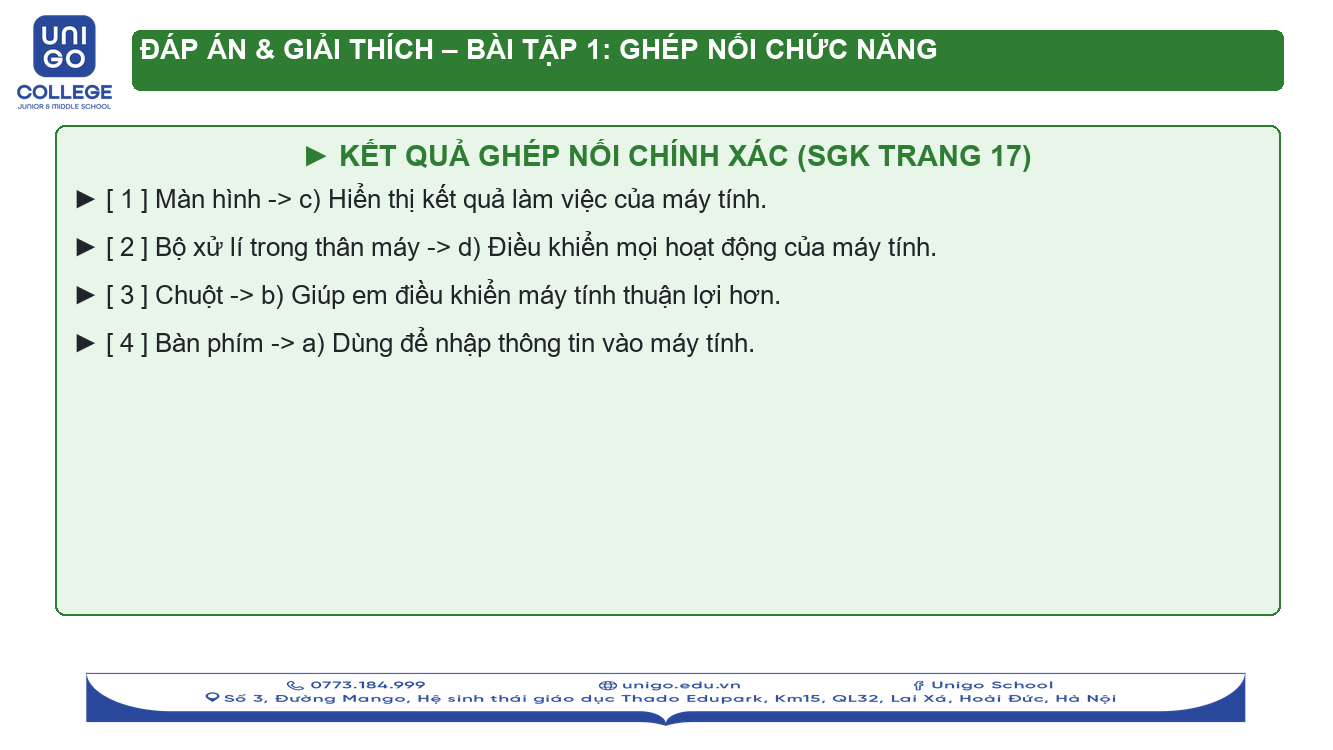 UNI
GO
COLLEGE
JUNIOR & MIDDLE SCHOOL
ĐÁP ÁN & GIẢI THÍCH – BÀI TẬP 1: GHÉP NỐI CHỨC NĂNG
► KẾT QUẢ GHÉP NỐI CHÍNH XÁC (SGK TRANG 17)
► [ 1 ] Màn hình -> c) Hiển thị kết quả làm việc của máy tính.
► [ 2 ] Bộ xử lí trong thân máy -> d) Điều khiển mọi hoạt động của máy tính.
► [ 3 ] Chuột -> b) Giúp em điều khiển máy tính thuận lợi hơn.
► [ 4 ] Bàn phím -> a) Dùng để nhập thông tin vào máy tính.
0773.184.999 unigo.edu.vn Unigo School
Số 3, Đường Mango, Hệ sinh thái giáo dục Thado Edupark, Km15, QL32, Lai Xá, Hoài Đức, Hà Nội